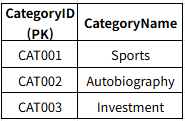 CategoryID (PK) CategoryName
CAT001 Sports
CAT002 Autobiography
CAT003 Investment